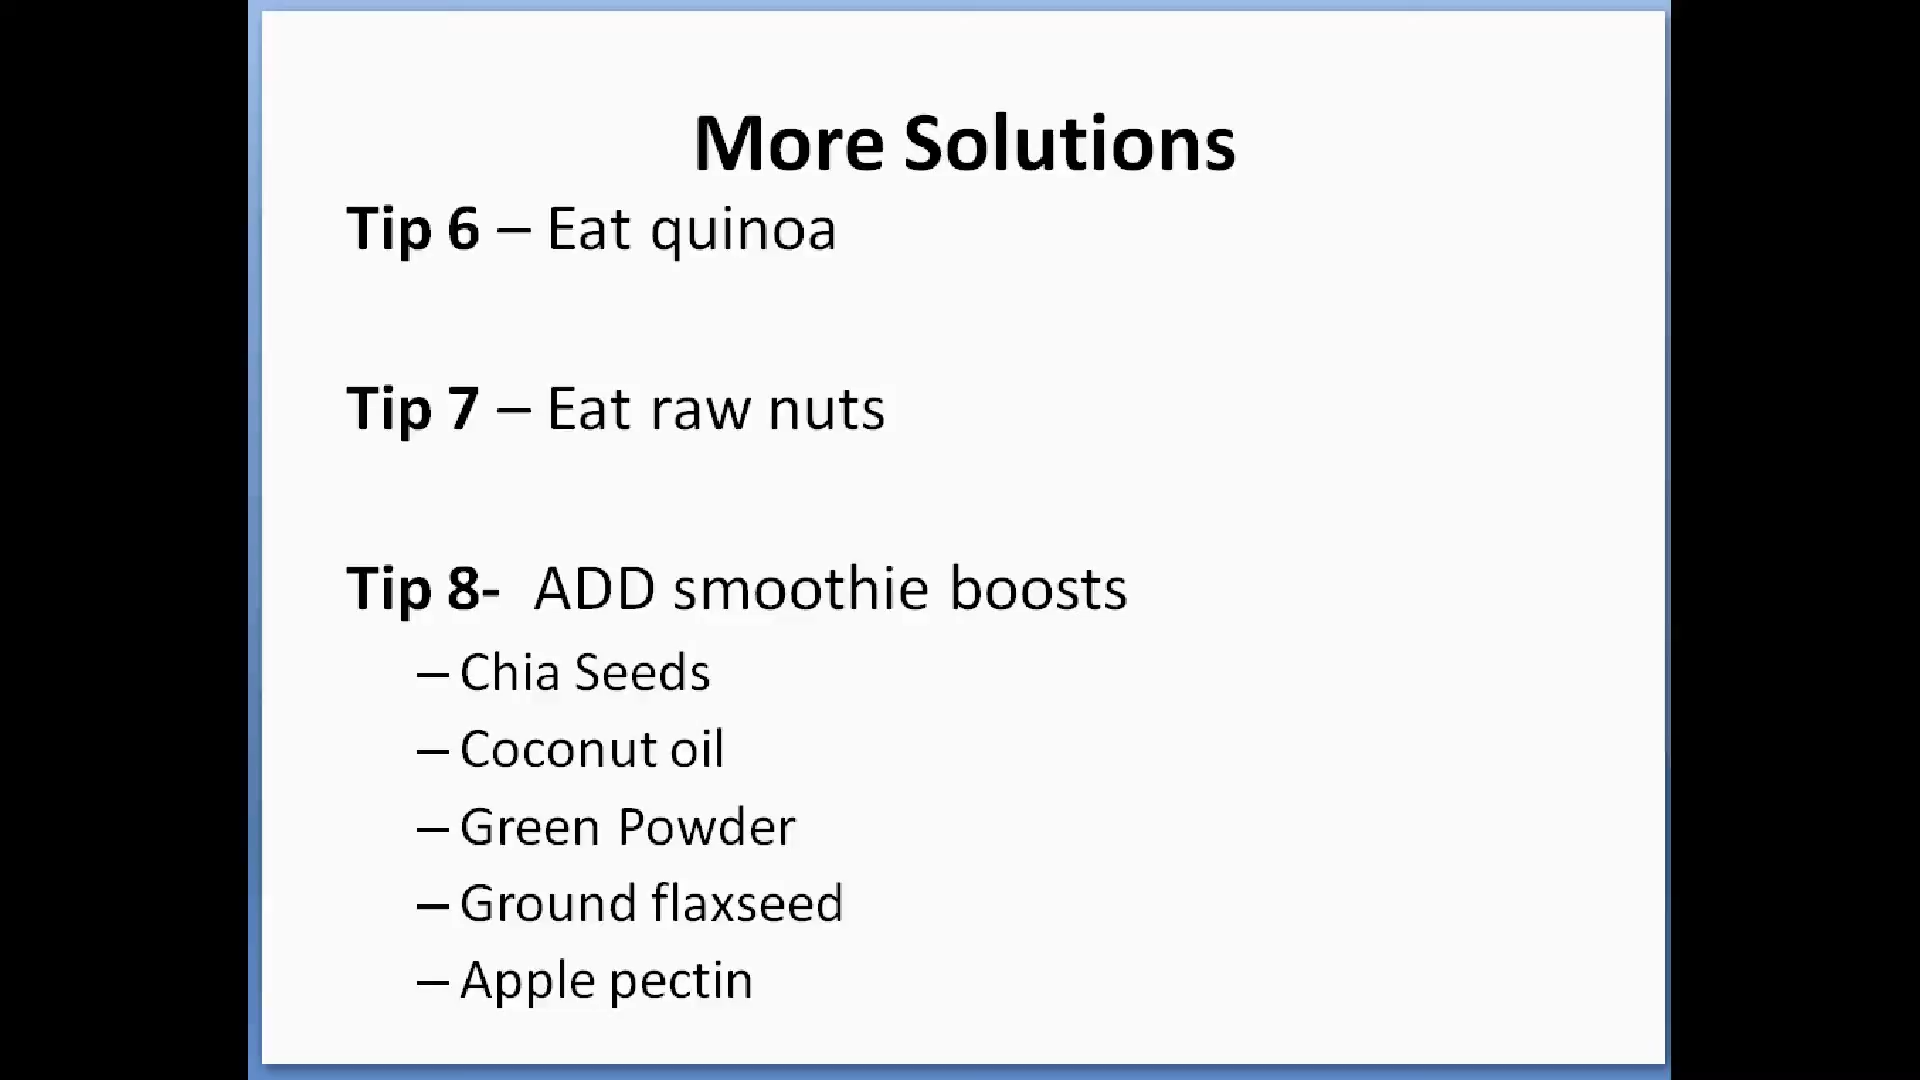 More Solutions
Tip 6 – Eat quinoa
Tip 7 – Eat raw nuts
Tip 8-  ADD smoothie boosts
– Chia Seeds
– Coconut oil
– Green Powder
– Ground flaxseed
– Apple pectin